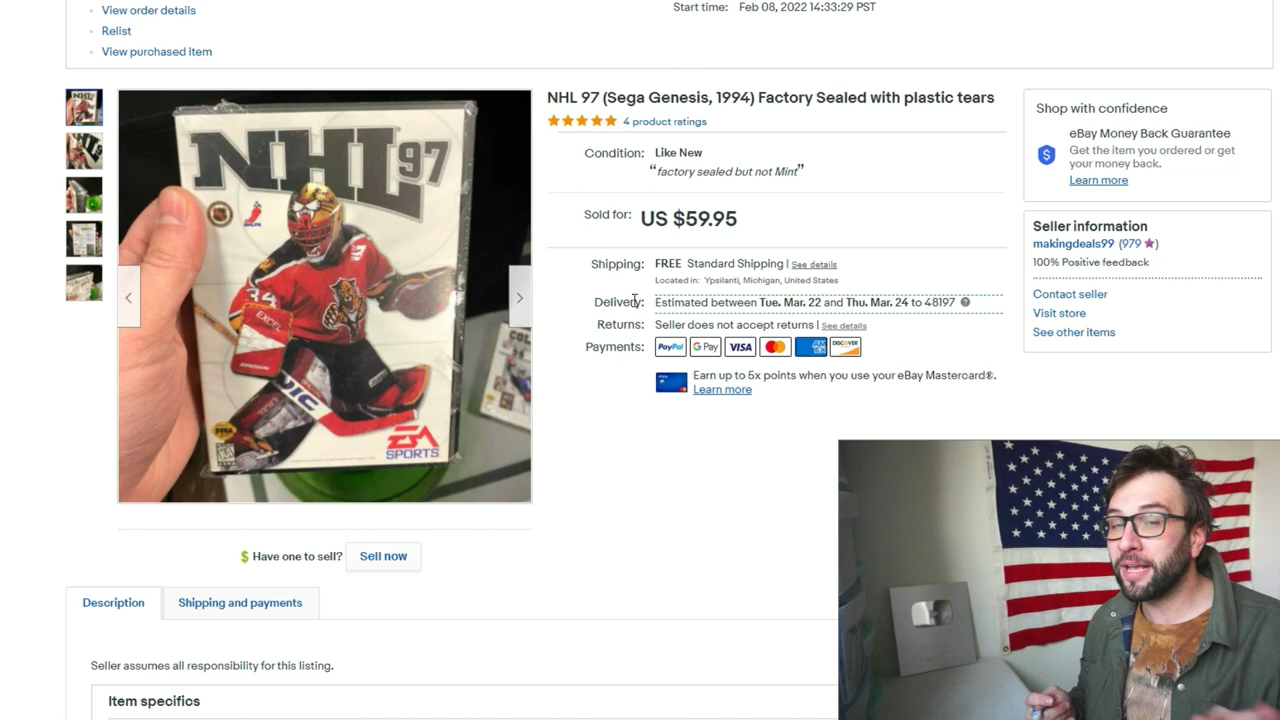 View order details
Start time: Feb 08, 2022 14:33:29 PST
Relist
View purchased item
NHL 97
EXCEL
SEGA
EA
SPORTS
NHL 97 (Sega Genesis, 1994) Factory Sealed with plastic tears
4 product ratings
Condition: Like New
“factory sealed but not Mint”
Sold for: US $59.95
Shipping: FREE Standard Shipping | See details
Located in: Ypsilanti, Michigan, United States
Delivery: Estimated between Tue. Mar. 22 and Thu. Mar. 24 to 48197
Returns: Seller does not accept returns | See details
Payments: PayPal G Pay VISA DISCOVER
Earn up to 5x points when you use your eBay Mastercard®.
Learn more
Shop with confidence
eBay Money Back Guarantee
Get the item you ordered or get
your money back.
Learn more
Seller information
makingdeals99 (979)
100% Positive feedback
Contact seller
Visit store
See other items
$ Have one to sell? Sell now
Description Shipping and payments
Seller assumes all responsibility for this listing.
Item specifics